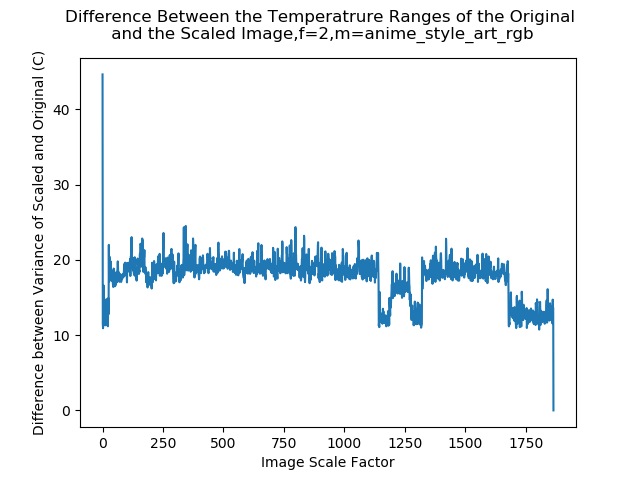 Difference Between the Temperatrure Ranges of the Original
and the Scaled Image,f=2,m=anime_style_art_rgb
Difference between Variance of Scaled and Original (C)
40
30
20
10
0
0 250 500 750 1000 1250 1500 1750
Image Scale Factor